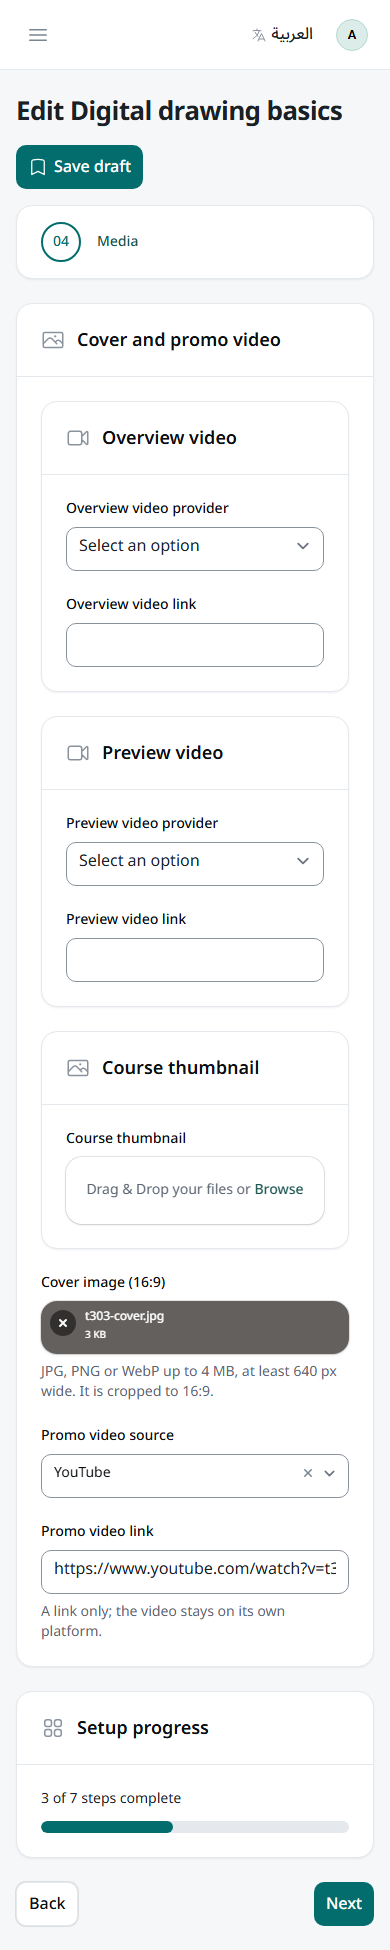 العربية
A
Edit Digital drawing basics
Save draft
04 Media
Cover and promo video
Overview video
Overview video provider
Select an option
Overview video link
Preview video
Preview video provider
Select an option
Preview video link
Course thumbnail
Course thumbnail
Drag & Drop your files or Browse
Cover image (16:9)
t303-cover.jpg
3 KB
JPG, PNG or WebP up to 4 MB, at least 640 px
wide. It is cropped to 16:9.
Promo video source
YouTube
Promo video link
https://www.youtube.com/watch?v=t3
A link only; the video stays on its own
platform.
Setup progress
3 of 7 steps complete
Back
Next